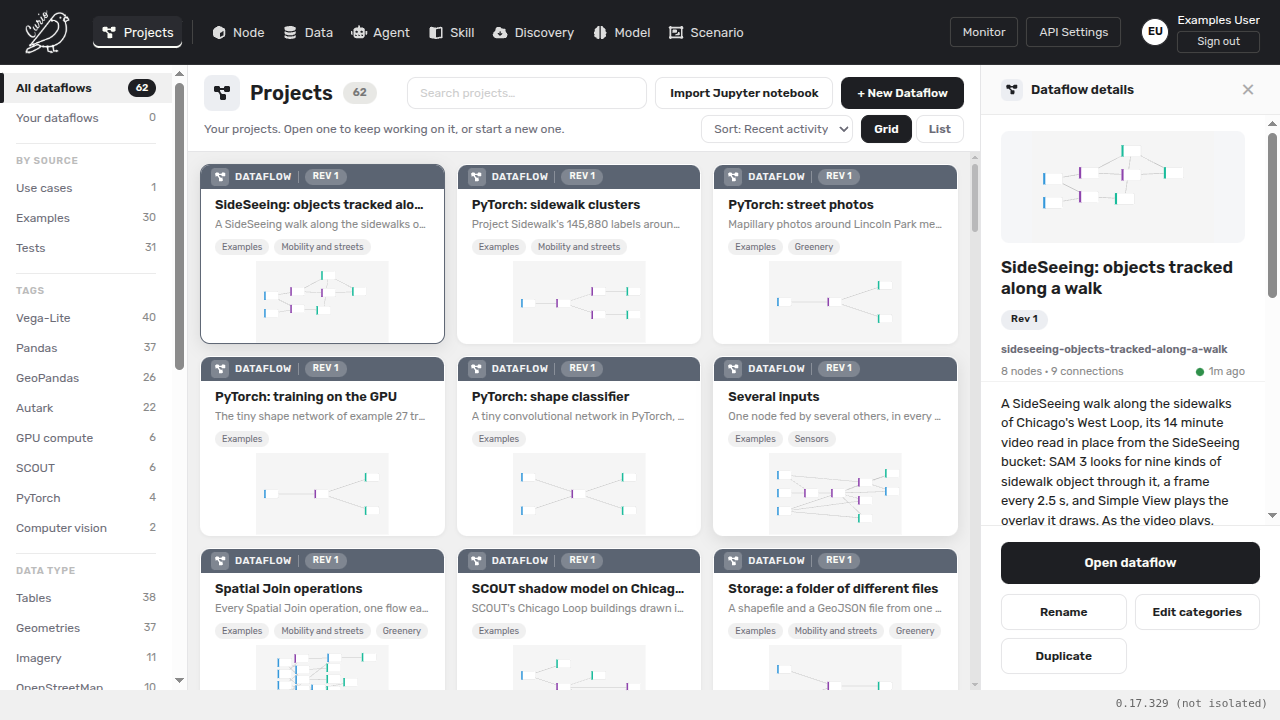 Curio
Projects
Node
Data
Agent
Skill
Discovery
Model
Scenario
Monitor
API Settings
EU
Examples User
Sign out
All dataflows 62
Your dataflows 0
BY SOURCE
Use cases 1
Examples 30
Tests 31
TAGS
Vega-Lite 40
Pandas 37
GeoPandas 26
Autark 22
GPU compute 6
SCOUT 6
PyTorch 4
Computer vision 2
DATA TYPE
Tables 38
Geometries 37
Imagery 11
OpenStreetMap 10
Projects 62
Search projects...
Import Jupyter notebook
+ New Dataflow
Your projects. Open one to keep working on it, or start a new one.
Sort: Recent activity
Grid
List
DATAFLOW REV 1
SideSeeing: objects tracked alo...
A SideSeeing walk along the sidewalks o...
Examples Mobility and streets
DATAFLOW REV 1
PyTorch: sidewalk clusters
Project Sidewalk's 145,880 labels aroun...
Examples Mobility and streets
DATAFLOW REV 1
PyTorch: street photos
Mapillary photos around Lincoln Park me...
Examples Greenery
DATAFLOW REV 1
PyTorch: training on the GPU
The tiny shape network of example 27 tr...
Examples
DATAFLOW REV 1
PyTorch: shape classifier
A tiny convolutional network in PyTorch, ...
Examples
DATAFLOW REV 1
Several inputs
One node fed by several others, in every ...
Examples Sensors
DATAFLOW REV 1
Spatial Join operations
Every Spatial Join operation, one flow ea...
Examples Mobility and streets Greenery
DATAFLOW REV 1
SCOUT shadow model on Chicag...
SCOUT's Chicago Loop buildings drawn i...
Examples
DATAFLOW REV 1
Storage: a folder of different files
A shapefile and a GeoJSON file from one ...
Examples Mobility and streets Greenery
Dataflow details
SideSeeing: objects tracked
along a walk
Rev 1
sideseeing-objects-tracked-along-a-walk
8 nodes • 9 connections 1m ago
A SideSeeing walk along the sidewalks
of Chicago's West Loop, its 14 minute
video read in place from the SideSeeing
bucket: SAM 3 looks for nine kinds of
sidewalk object through it, a frame
every 2.5 s, and Simple View plays the
overlay it draws. As the video plays,
Open dataflow
Rename
Edit categories
Duplicate
0.17.329 (not isolated)